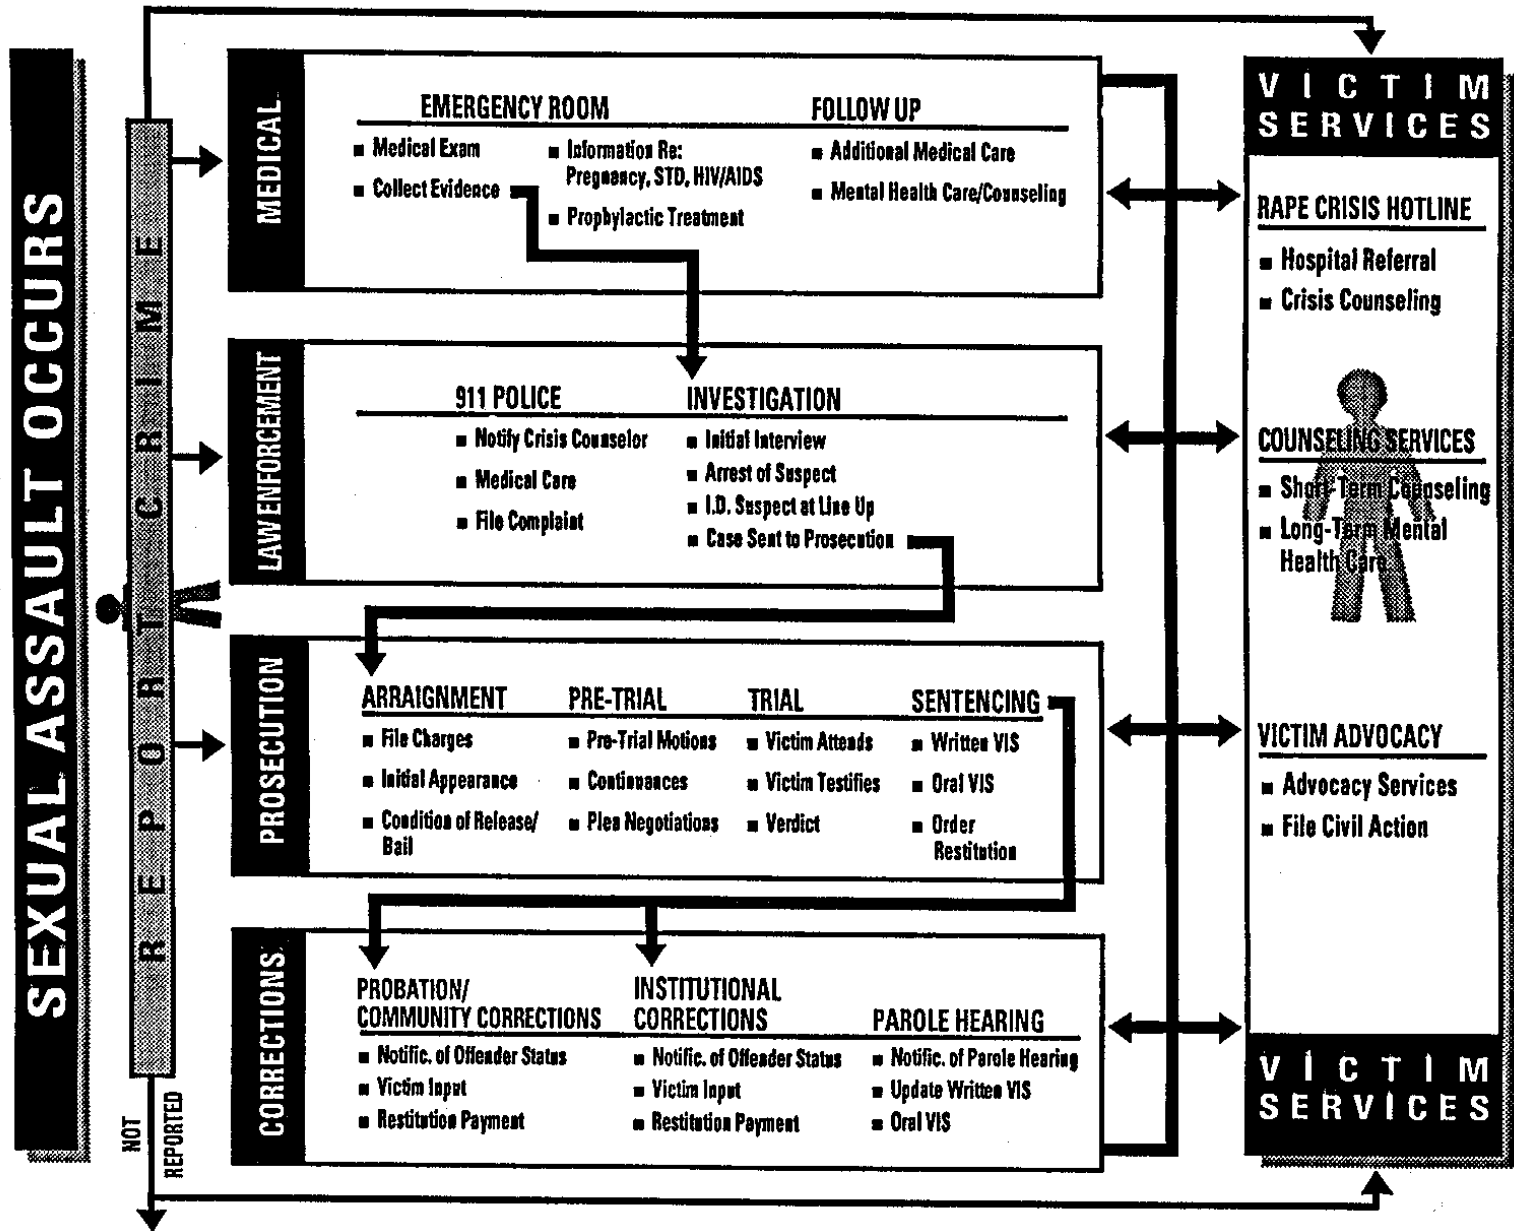 SEXUAL ASSAULT OCCURS
REPORT CRIME
NOT
REPORTED
MEDICAL
EMERGENCY ROOM
■ Medical Exam
■ Collect Evidence
■ Information Re:
Pregnancy, STD, HIV/AIDS
■ Prophylactic Treatment
FOLLOW UP
■ Additional Medical Care
■ Mental Health Care/Counseling
LAW ENFORCEMENT
911 POLICE
■ Notify Crisis Counselor
■ Medical Care
■ File Complaint
INVESTIGATION
■ Initial Interview
■ Arrest of Suspect
■ I.D. Suspect at Line Up
■ Case Sent to Prosecution
PROSECUTION
ARRAIGNMENT
■ File Charges
■ Initial Appearance
■ Condition of Release/
Bail
PRE-TRIAL
■ Pre-Trial Motions
■ Continuances
■ Plea Negotiations
TRIAL
■ Victim Attends
■ Victim Testifies
■ Verdict
SENTENCING
■ Written VIS
■ Oral VIS
■ Order
Restitution
CORRECTIONS
PROBATION/
COMMUNITY CORRECTIONS
■ Notific. of Offender Status
■ Victim Input
■ Restitution Payment
INSTITUTIONAL
CORRECTIONS
■ Notific. of Offender Status
■ Victim Input
■ Restitution Payment
PAROLE HEARING
■ Notific. of Parole Hearing
■ Update Written VIS
■ Oral VIS
VICTIM
SERVICES
RAPE CRISIS HOTLINE
■ Hospital Referral
■ Crisis Counseling
COUNSELING SERVICES
■ Short-Term Counseling
■ Long-Term Mental
Health Care
VICTIM ADVOCACY
■ Advocacy Services
■ File Civil Action
VICTIM
SERVICES